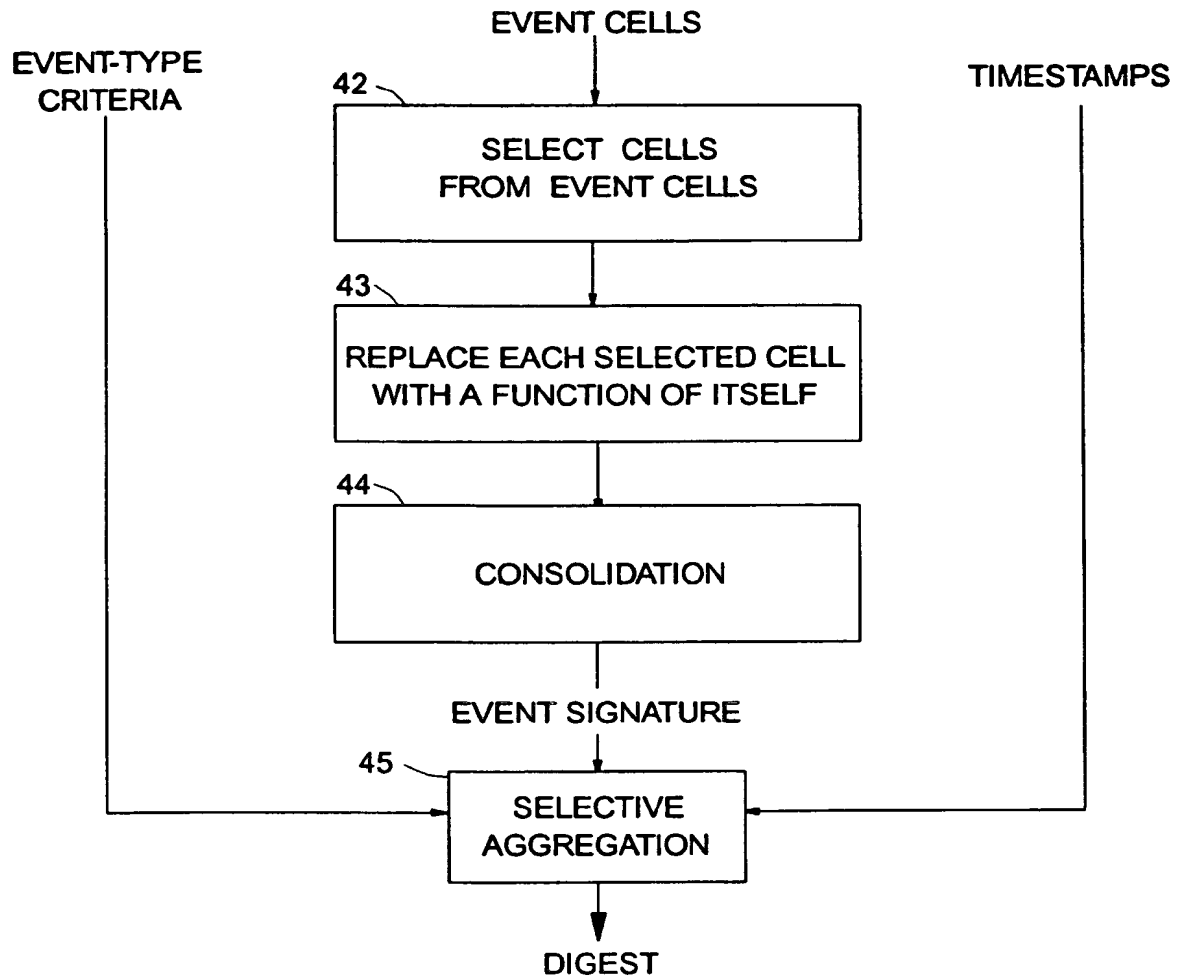 EVENT CELLS
EVENT-TYPE
CRITERIA
TIMESTAMPS
42
SELECT CELLS
FROM EVENT CELLS
43
REPLACE EACH SELECTED CELL
WITH A FUNCTION OF ITSELF
44
CONSOLIDATION
EVENT SIGNATURE
45
SELECTIVE
AGGREGATION
DIGEST